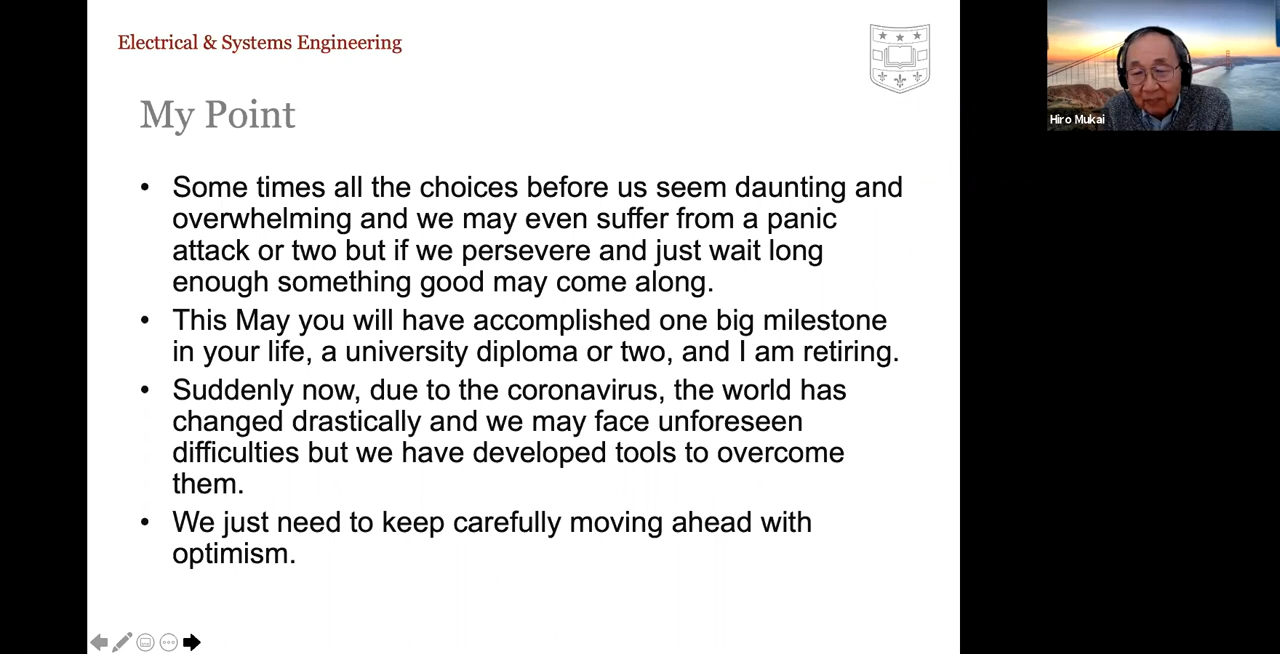 Electrical & Systems Engineering
My Point
• Some times all the choices before us seem daunting and
overwhelming and we may even suffer from a panic
attack or two but if we persevere and just wait long
enough something good may come along.
• This May you will have accomplished one big milestone
in your life, a university diploma or two, and I am retiring.
• Suddenly now, due to the coronavirus, the world has
changed drastically and we may face unforeseen
difficulties but we have developed tools to overcome
them.
• We just need to keep carefully moving ahead with
optimism.
Hiro Mukai